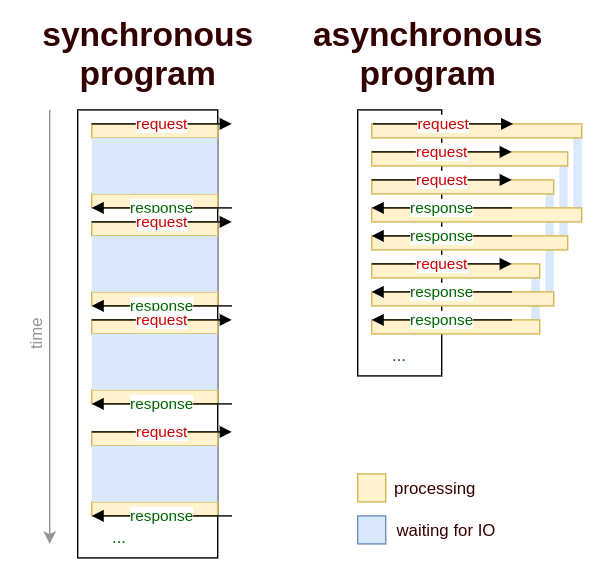 synchronous
program
asynchronous
program
time
request
response
request
response
request
response
request
response
...
request
request
request
response
response
request
response
response
...
processing
waiting for IO